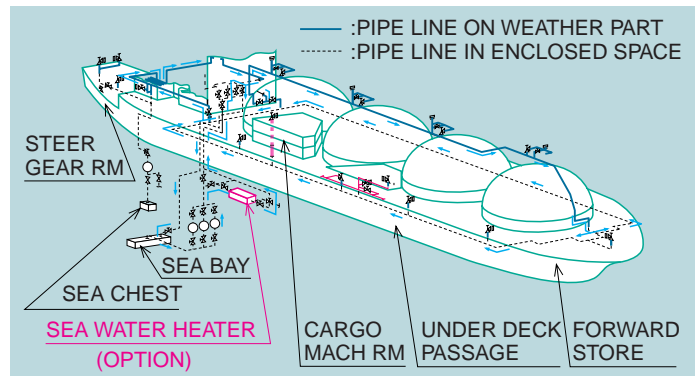 :PIPE LINE ON WEATHER PART
:PIPE LINE IN ENCLOSED SPACE
STEER
GEAR RM
SEA BAY
SEA CHEST
SEA WATER HEATER
(OPTION)
CARGO
MACH RM
UNDER DECK
PASSAGE
FORWARD
STORE